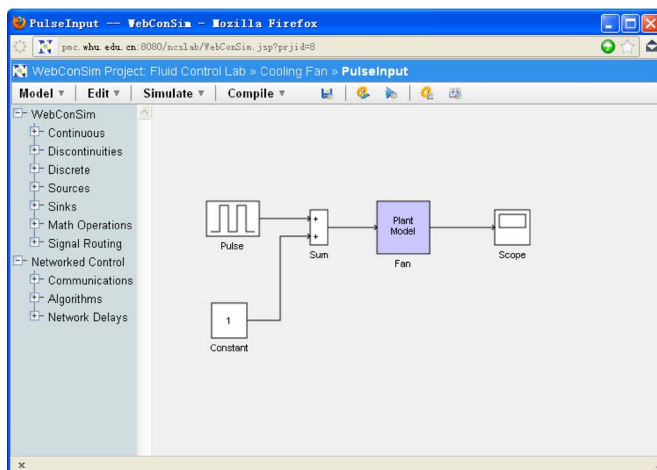 PulseInput -- WebConSim - Mozilla Firefox
pmc.whu.edu.cn:8080/ncslab/WebConSim.jsp?prjid=8
WebConSim Project: Fluid Control Lab » Cooling Fan » PulseInput
Model ▼ | Edit ▼ | Simulate ▼ | Compile ▼
WebConSim
Continuous
Discontinuities
Discrete
Sources
Sinks
Math Operations
Signal Routing
Networked Control
Communications
Algorithms
Network Delays
Pulse
+
+
Sum
Plant
Model
Fan
Scope
1
Constant
x